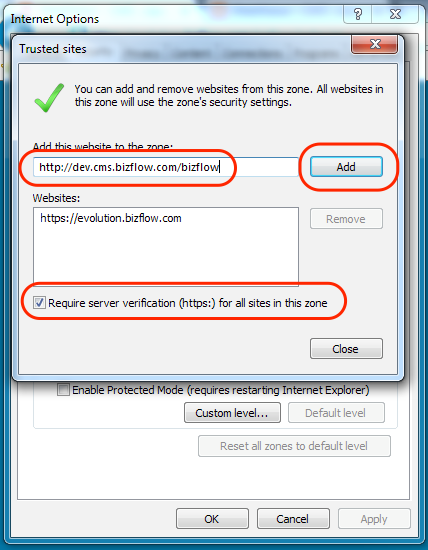 Internet Options
Trusted sites
You can add and remove websites from this zone. All websites in
this zone will use the zone's security settings.
Add this website to the zone:
http://dev.cms.bizflow.com/bizflow
Add
Websites:
https://evolution.bizflow.com
Remove
Require server verification (https:) for all sites in this zone
Close
Enable Protected Mode (requires restarting Internet Explorer)
Custom level...
Default level
Reset all zones to default level
OK
Cancel
Apply